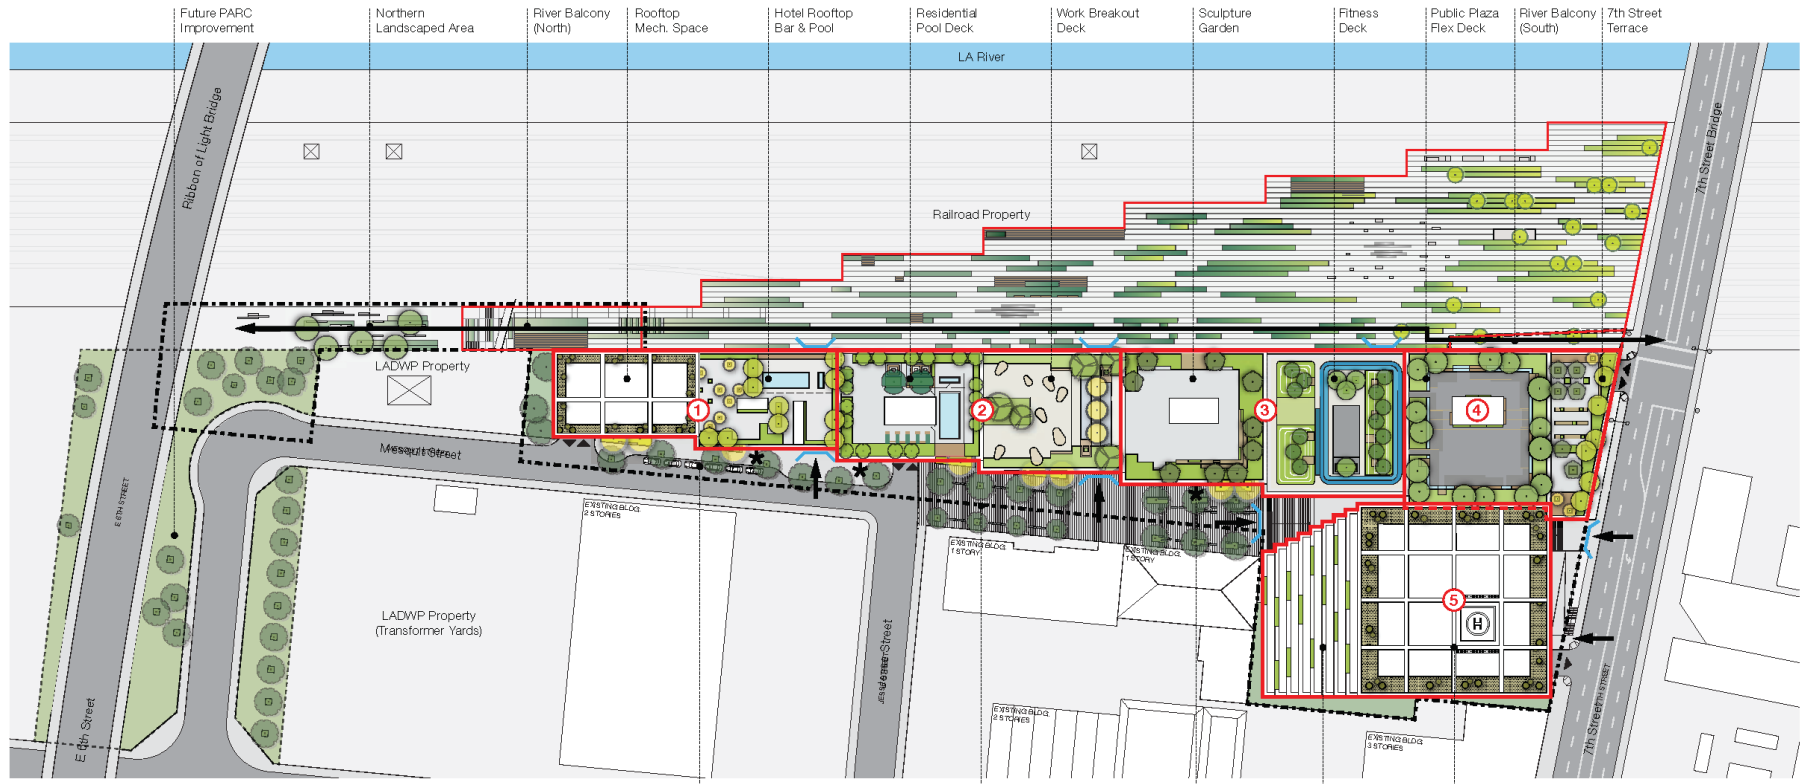 Future PARC
Improvement
Northern
Landscaped Area
River Balcony
(North)
Rooftop
Mech. Space
Hotel Rooftop
Bar & Pool
Residential
Pool Deck
Work Breakout
Deck
Sculpture
Garden
Fitness
Deck
Public Plaza
Flex Deck
River Balcony
(South)
7th Street
Terrace
LA River
Ribbon of Light Bridge
7th Street Bridge
Railroad Property
LADWP Property
1
2
3
4
5
H
Mesquit Street
E 6TH STREET
EXISTING BLDG.
2 STORIES
EXISTING BLDG.
1 STORY
EXISTING BLDG.
1 STORY
LADWP Property
(Transformer Yards)
Jesse Street
E 6th Street
7th Street
7TH STREET
EXISTING BLDG.
2 STORIES
EXISTING BLDG.
3 STORIES